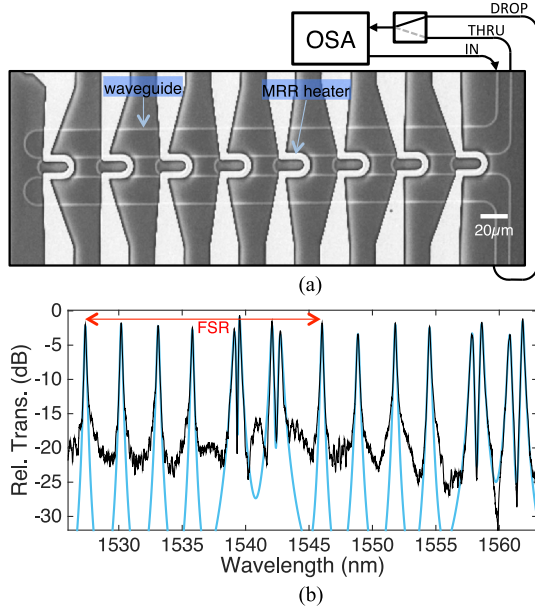 DROP
THRU
OSA
IN
waveguide
MRR heater
20μm
(a)
0
-5
-10
-15
-20
-25
-30
Rel. Trans. (dB)
FSR
1530 1535 1540 1545 1550 1555 1560
Wavelength (nm)
(b)